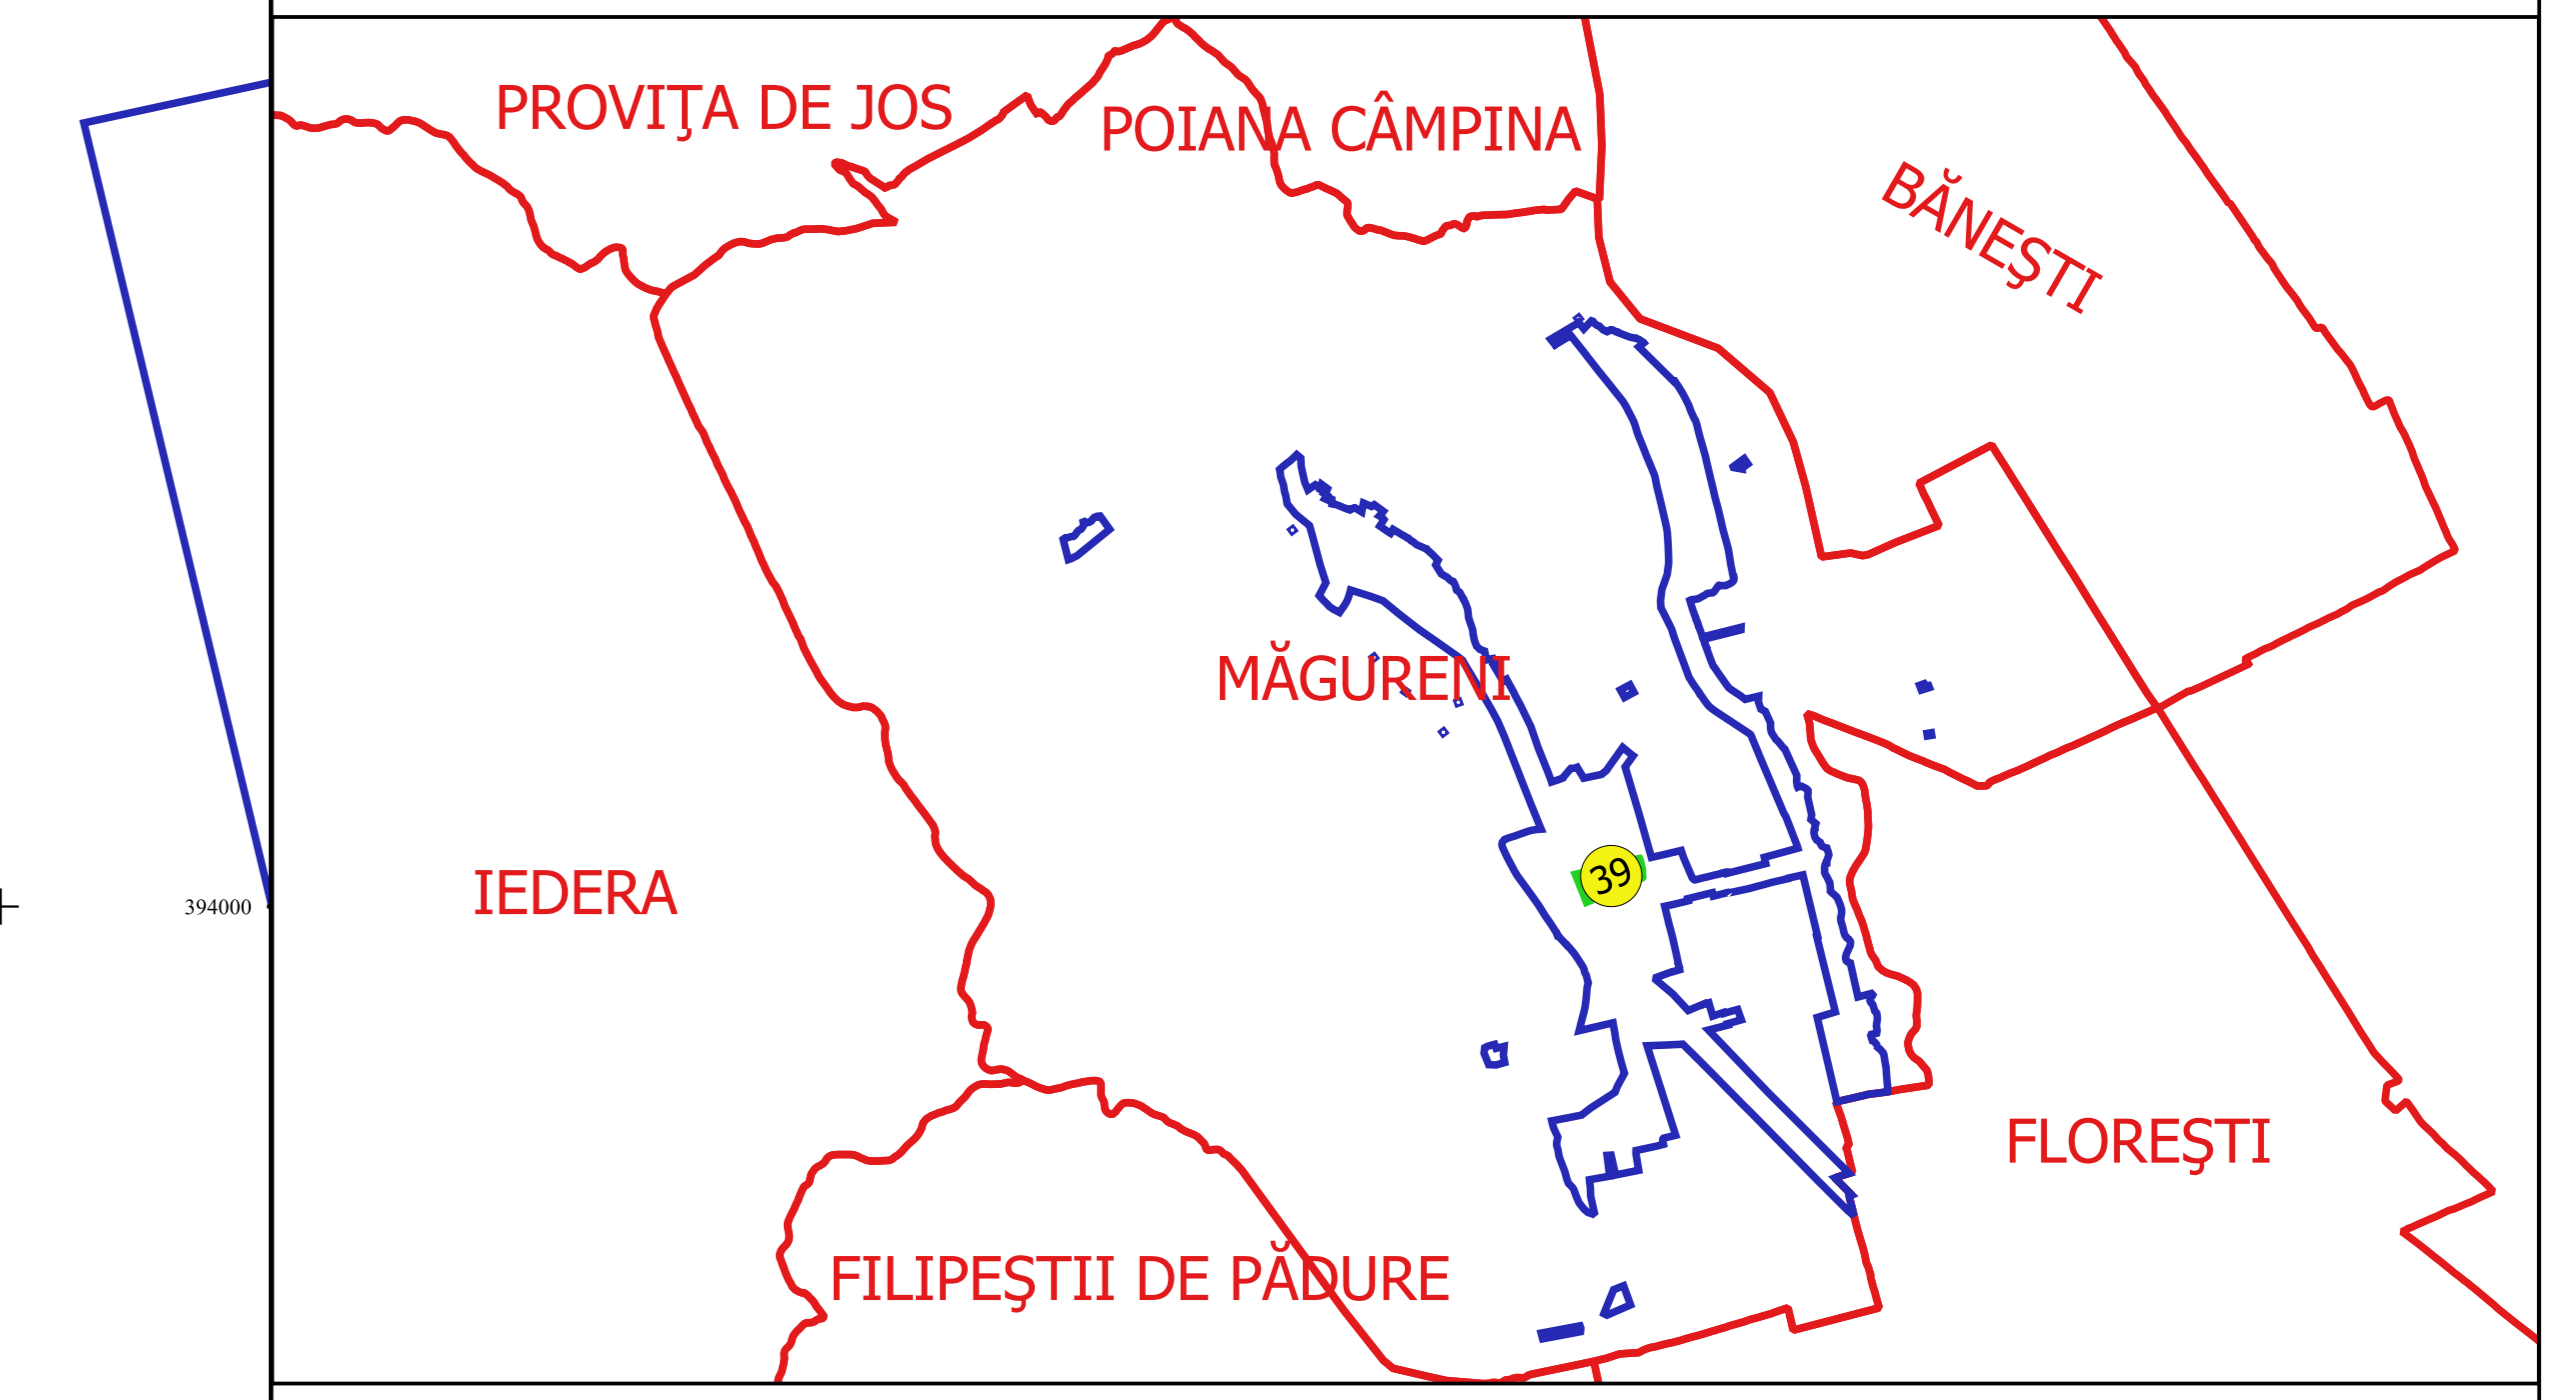 PROVIŢA DE JOS
POIANA CÂMPINA
BĂNEŞTI
MĂGURENI
39
IEDERA
394000
FLOREŞTI
FILIPEŞTII DE PĂDURE